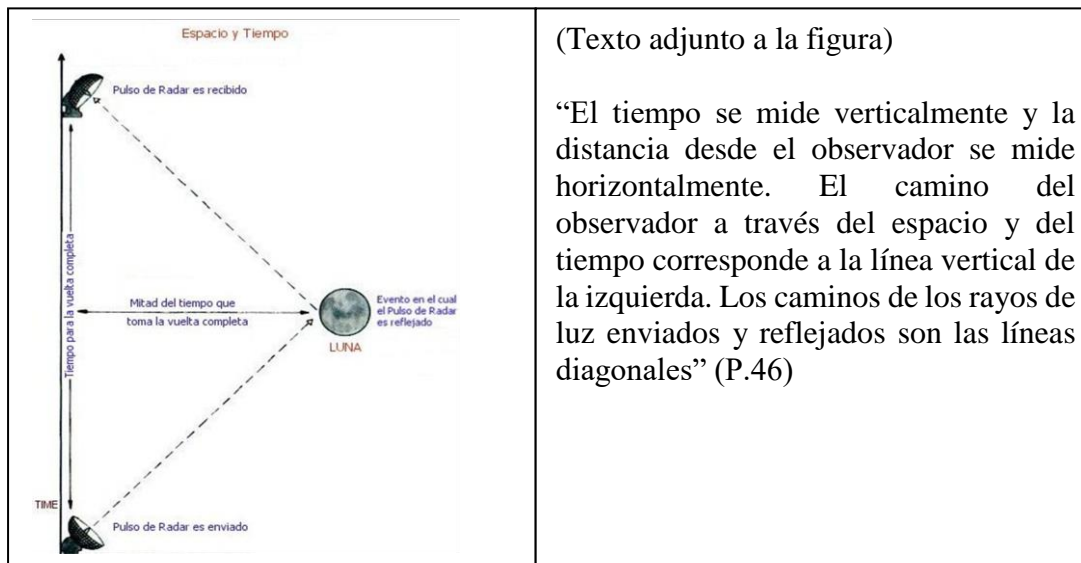 Espacio y Tiempo
Pulso de Radar es recibido
Tiempo para la vuelta completa
Mitad del tiempo que
toma la vuelta completa
Evento en el cual
el Pulso de Radar
es reflejado
LUNA
TIME
Pulso de Radar es enviado
(Texto adjunto a la figura)
“El tiempo se mide verticalmente y la
distancia desde el observador se mide
horizontalmente. El camino del
observador a través del espacio y del
tiempo corresponde a la línea vertical de
la izquierda. Los caminos de los rayos de
luz enviados y reflejados son las líneas
diagonales” (P.46)